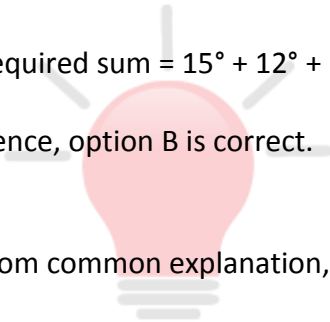 equired sum = 15° + 12° +
ence, option B is correct.
om common explanation,